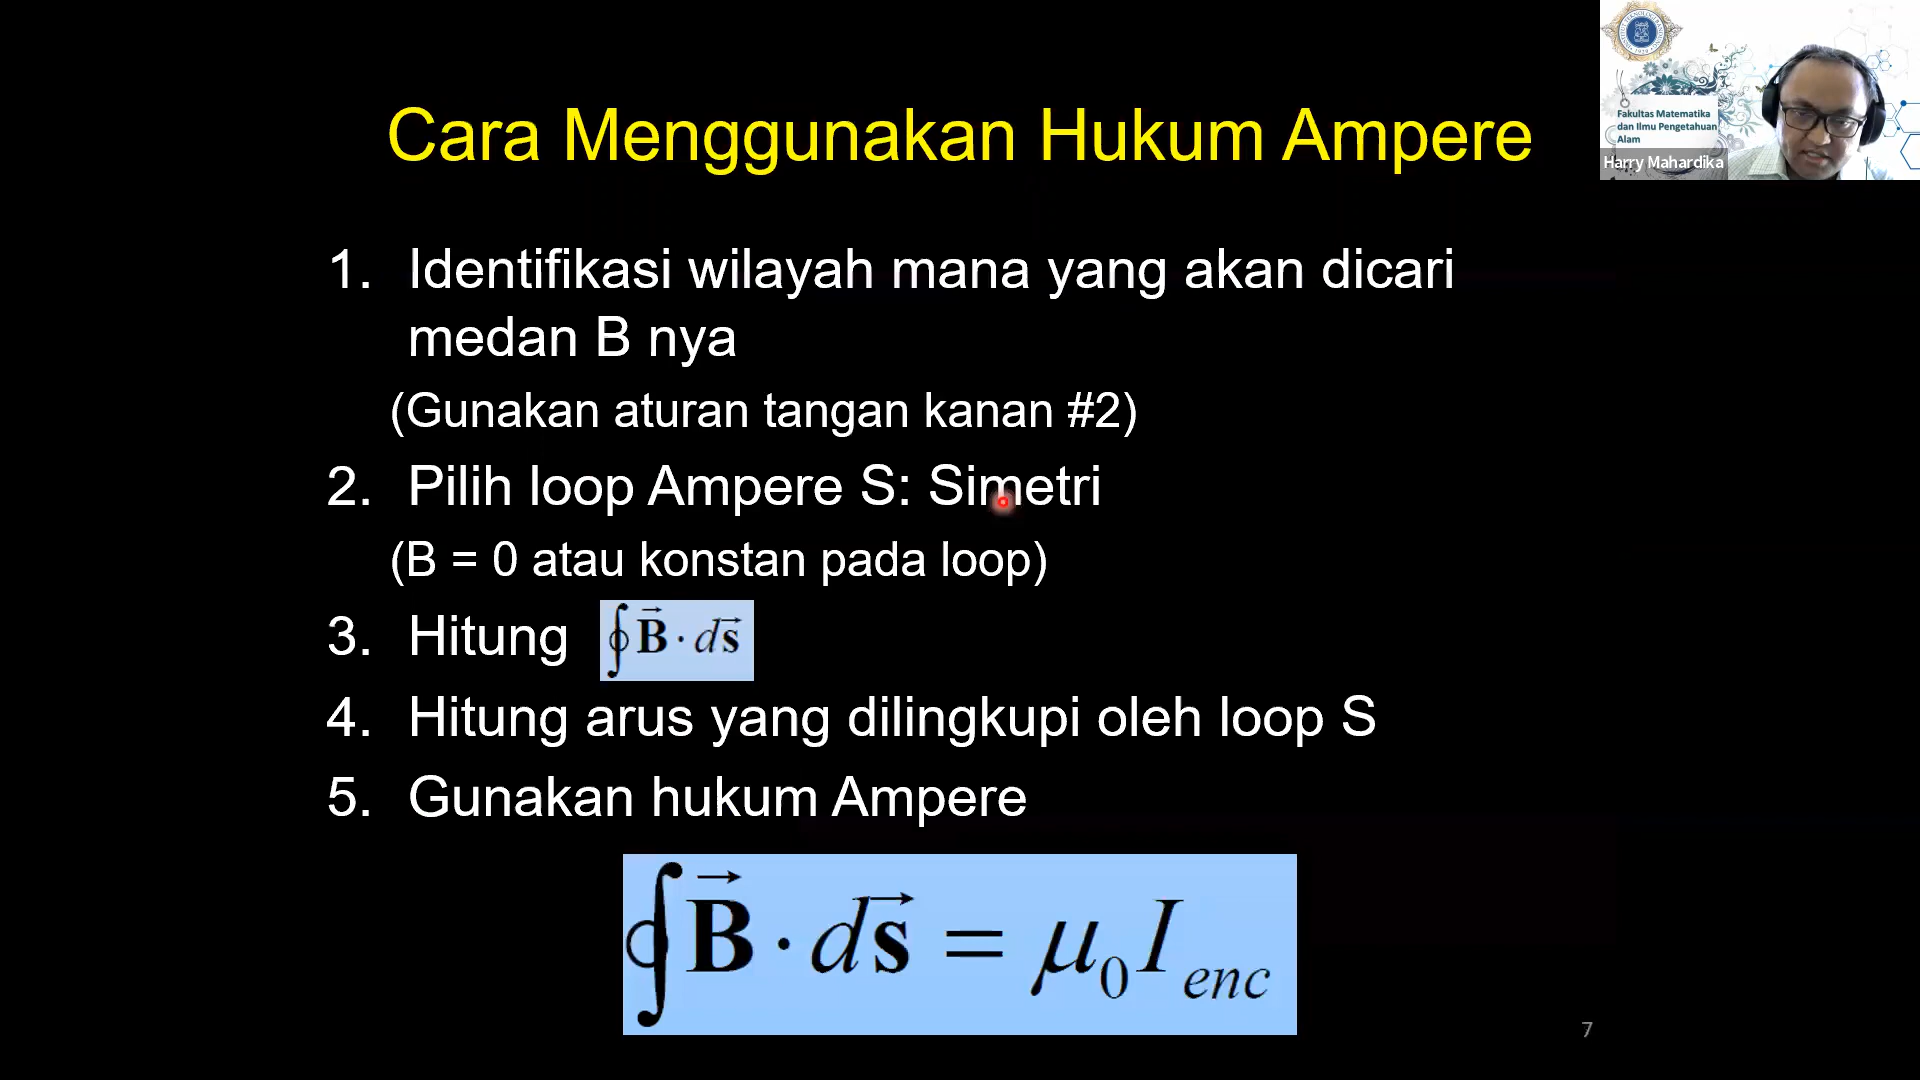 Cara Menggunakan Hukum Ampere
1. Identifikasi wilayah mana yang akan dicari
medan B nya
(Gunakan aturan tangan kanan #2)
2. Pilih loop Ampere S: Simetri
(B = 0 atau konstan pada loop)
3. Hitung ∮ B⃗ · ds⃗
4. Hitung arus yang dilingkupi oleh loop S
5. Gunakan hukum Ampere
∮ B⃗ · ds⃗ = μ₀ I enc
7
Fakultas Matematika
dan Ilmu Pengetahuan
Alam
Harry Mahardika